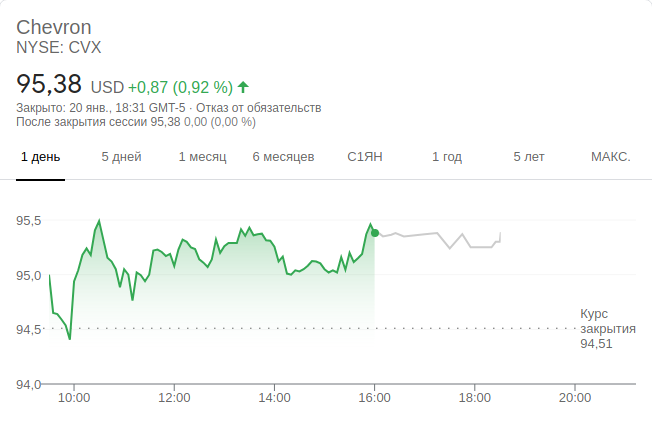 Chevron
NYSE: CVX
95,38 USD +0,87 (0,92 %)
Закрыто: 20 янв., 18:31 GMT-5 · Отказ от обязательств
После закрытия сессии 95,38 0,00 (0,00 %)
1 день 5 дней 1 месяц 6 месяцев С1ЯН 1 год 5 лет МАКС.
95,5
95,0
94,5
94,0
Курс
закрытия
94,51
10:00 12:00 14:00 16:00 18:00 20:00